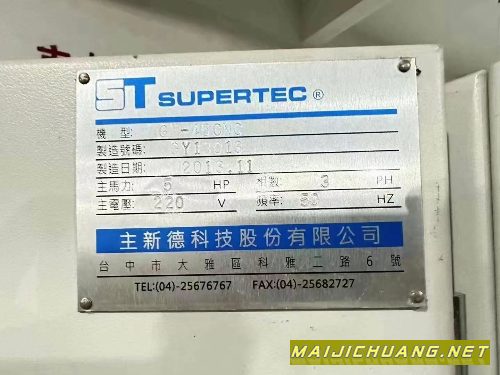 ST SUPERTEC ®
機型:
製造號碼:
製造日期: 2013.11
主馬力: 5 HP 相數: 3 PH
主電壓: 220 V 頻率: HZ
主新德科技股份有限公司
台中市大雅區科雅二路6號
TEL:(04)-25676767 FAX:(04)-25682727
MAIJICHUANG.NET